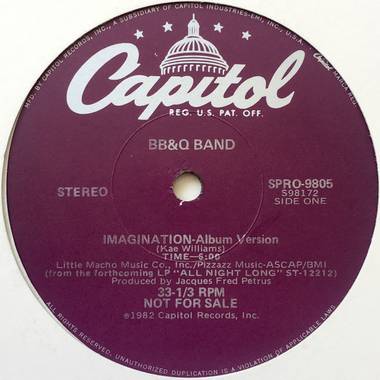 MFD. BY CAPITOL RECORDS, INC., A SUBSIDIARY OF CAPITOL INDUSTRIES-EMI, INC., U.S.A.
Capitol
MARCA REG.
REG. U.S. PAT. OFF.
BB&Q BAND
STEREO
SPRO-9805
S98172
SIDE ONE
IMAGINATION-Album Version
(Kae Williams)
TIME—6:06
Little Macho Music Co., Inc./Pizzazz Music-ASCAP/BMI
(from the forthcoming LP "ALL NIGHT LONG" ST-12212)
Produced by Jacques Fred Petrus
33-1/3 RPM
NOT FOR SALE
©1982 Capitol Records, Inc.
ALL RIGHTS RESERVED. UNAUTHORIZED DUPLICATION IS A VIOLATION OF APPLICABLE LAWS.